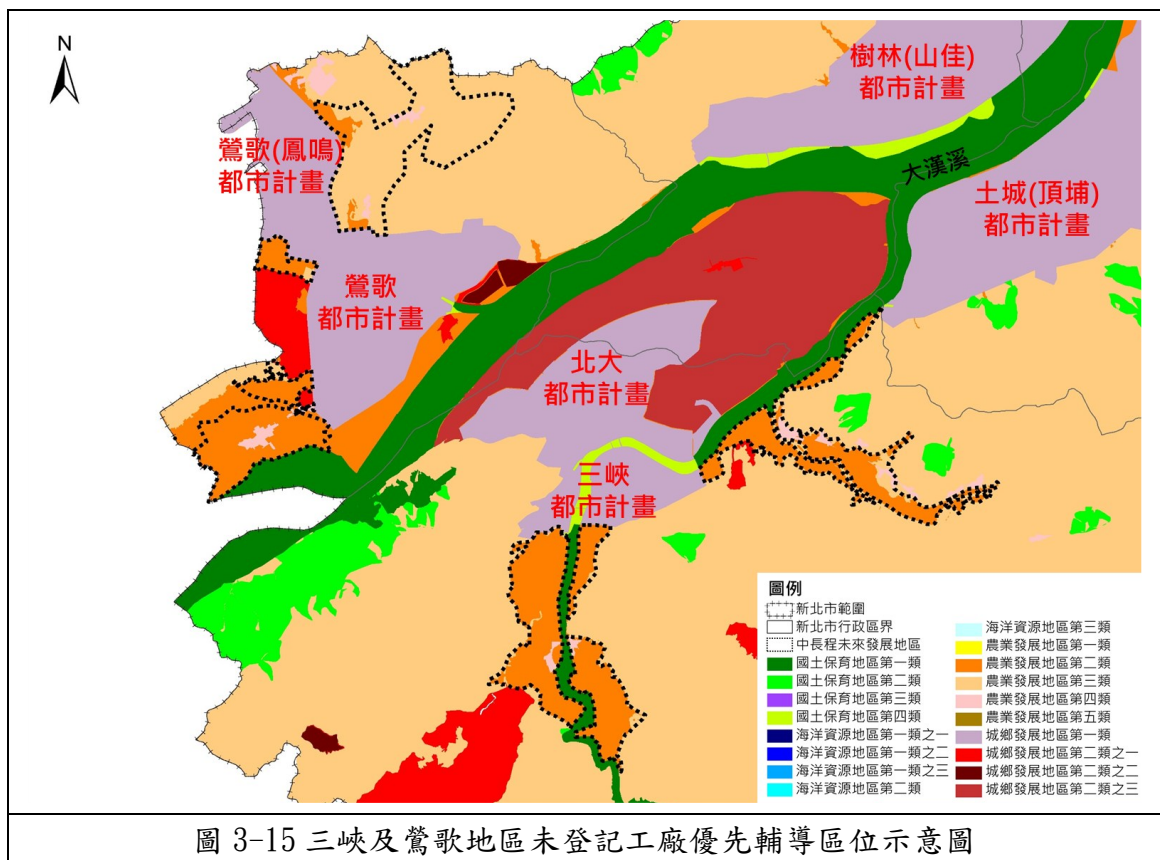 N
樹林(山佳)
都市計畫
鶯歌(鳳鳴)
都市計畫
大漢溪
土城(頂埔)
都市計畫
鶯歌
都市計畫
北大
都市計畫
三峽
都市計畫
圖例
新北市範圍
新北市行政區界
中長程未來發展地區
國土保育地區第一類
國土保育地區第二類
國土保育地區第三類
國土保育地區第四類
海洋資源地區第一類之一
海洋資源地區第一類之二
海洋資源地區第一類之三
海洋資源地區第二類
海洋資源地區第三類
農業發展地區第一類
農業發展地區第二類
農業發展地區第三類
農業發展地區第四類
農業發展地區第五類
城鄉發展地區第一類
城鄉發展地區第二類之一
城鄉發展地區第二類之二
城鄉發展地區第二類之三
圖 3-15 三峽及鶯歌地區未登記工廠優先輔導區位示意圖